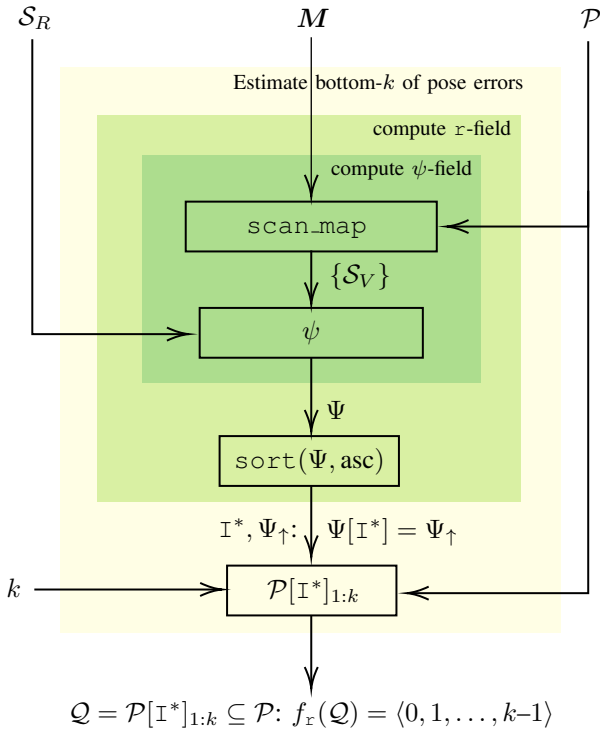 𝒮_R 𝑴 𝒫
Estimate bottom-k of pose errors
compute r-field
compute ψ-field
scan_map
{𝒮_V}
ψ
Ψ
sort(Ψ, asc)
I*, Ψ↑: Ψ[I*] = Ψ↑
k
𝒫[I*]_{1:k}
𝒬 = 𝒫[I*]_{1:k} ⊆ 𝒫: f_r(𝒬) = ⟨0, 1, . . . , k–1⟩